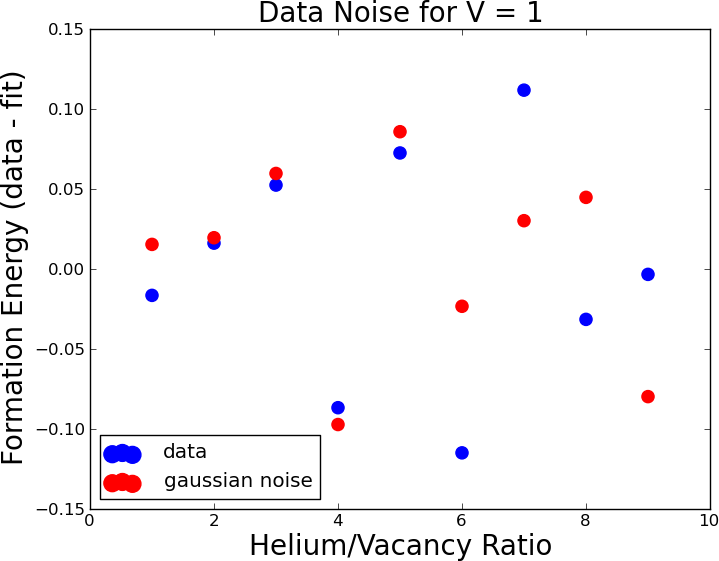 Data Noise for V = 1
Formation Energy (data - fit)
0.15
0.10
0.05
0.00
−0.05
−0.10
−0.15
data
gaussian noise
0 2 4 6 8 10
Helium/Vacancy Ratio